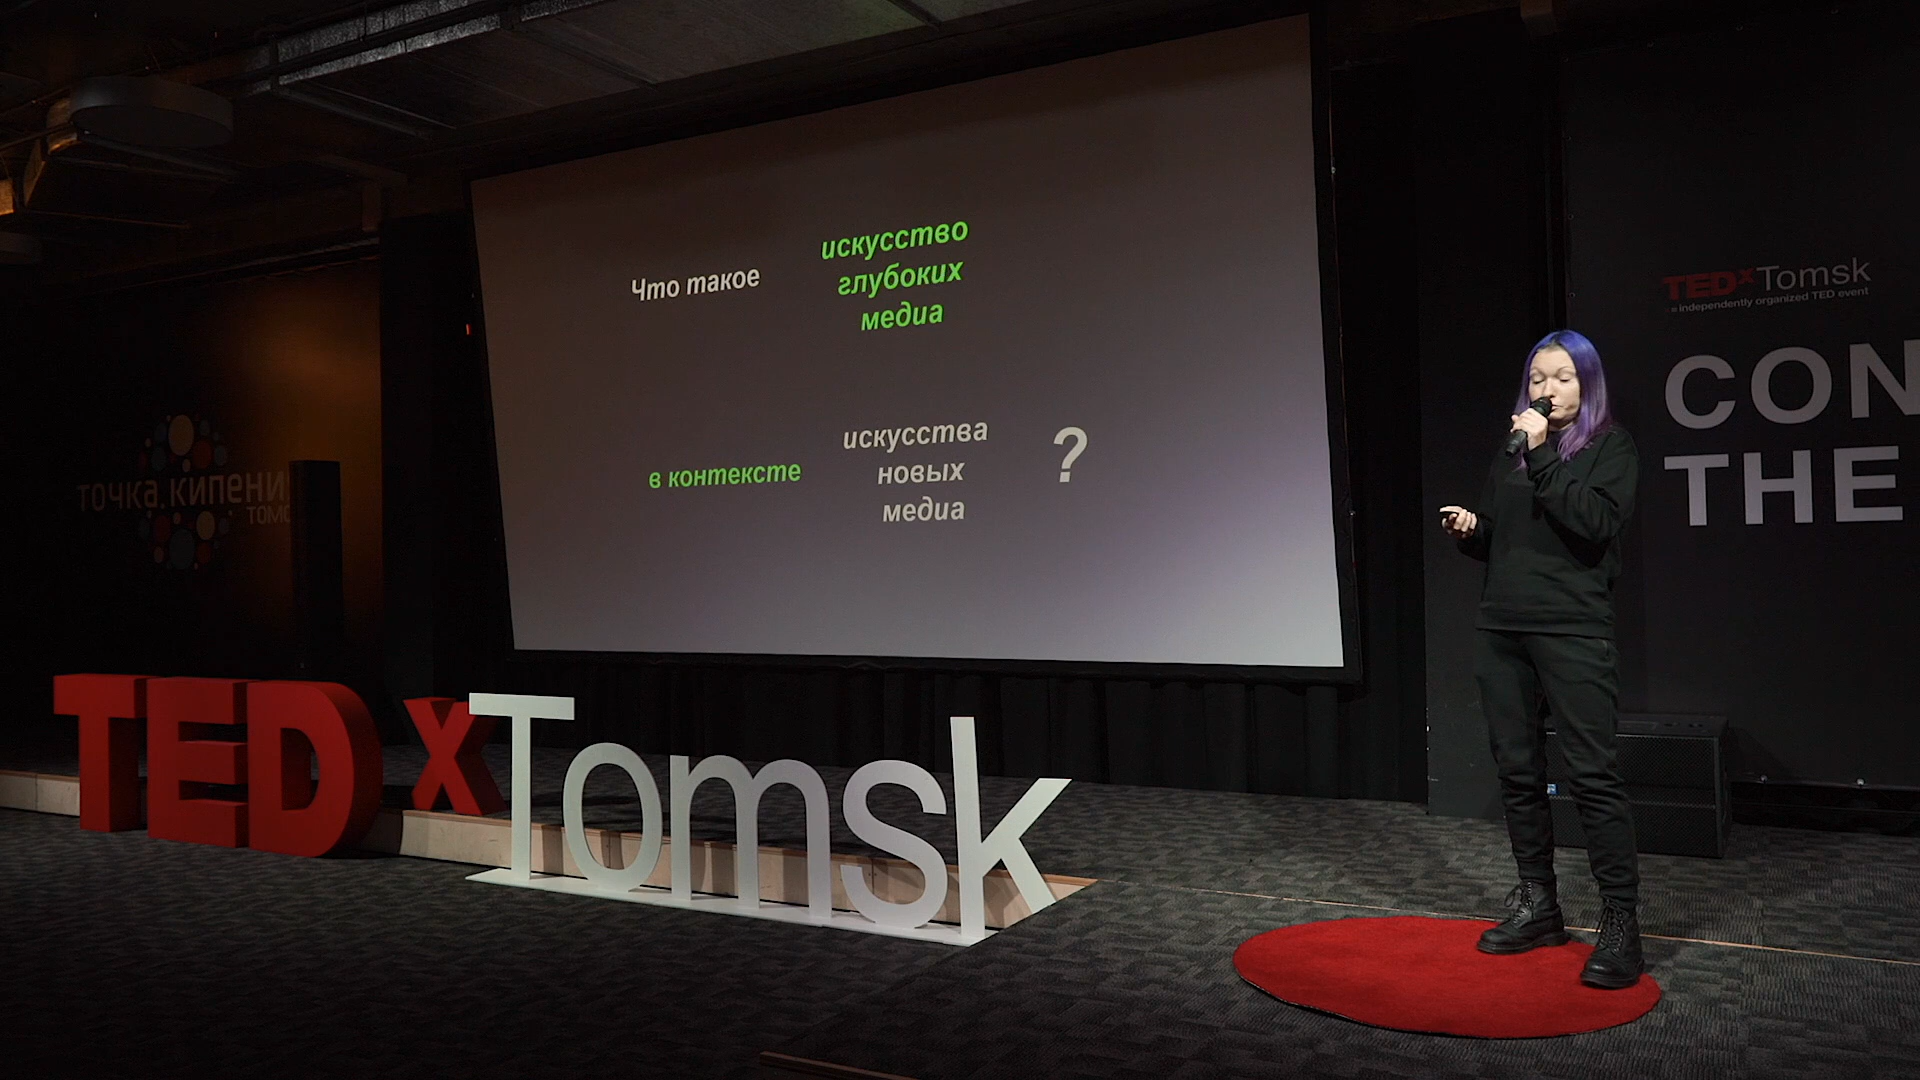 Что такое
искусство
глубоких
медиа
в контексте
искусства
новых
медиа
?
TEDxTomsk
independently organized TED event
CON
THE
точка кипени
томс
TEDxTomsk